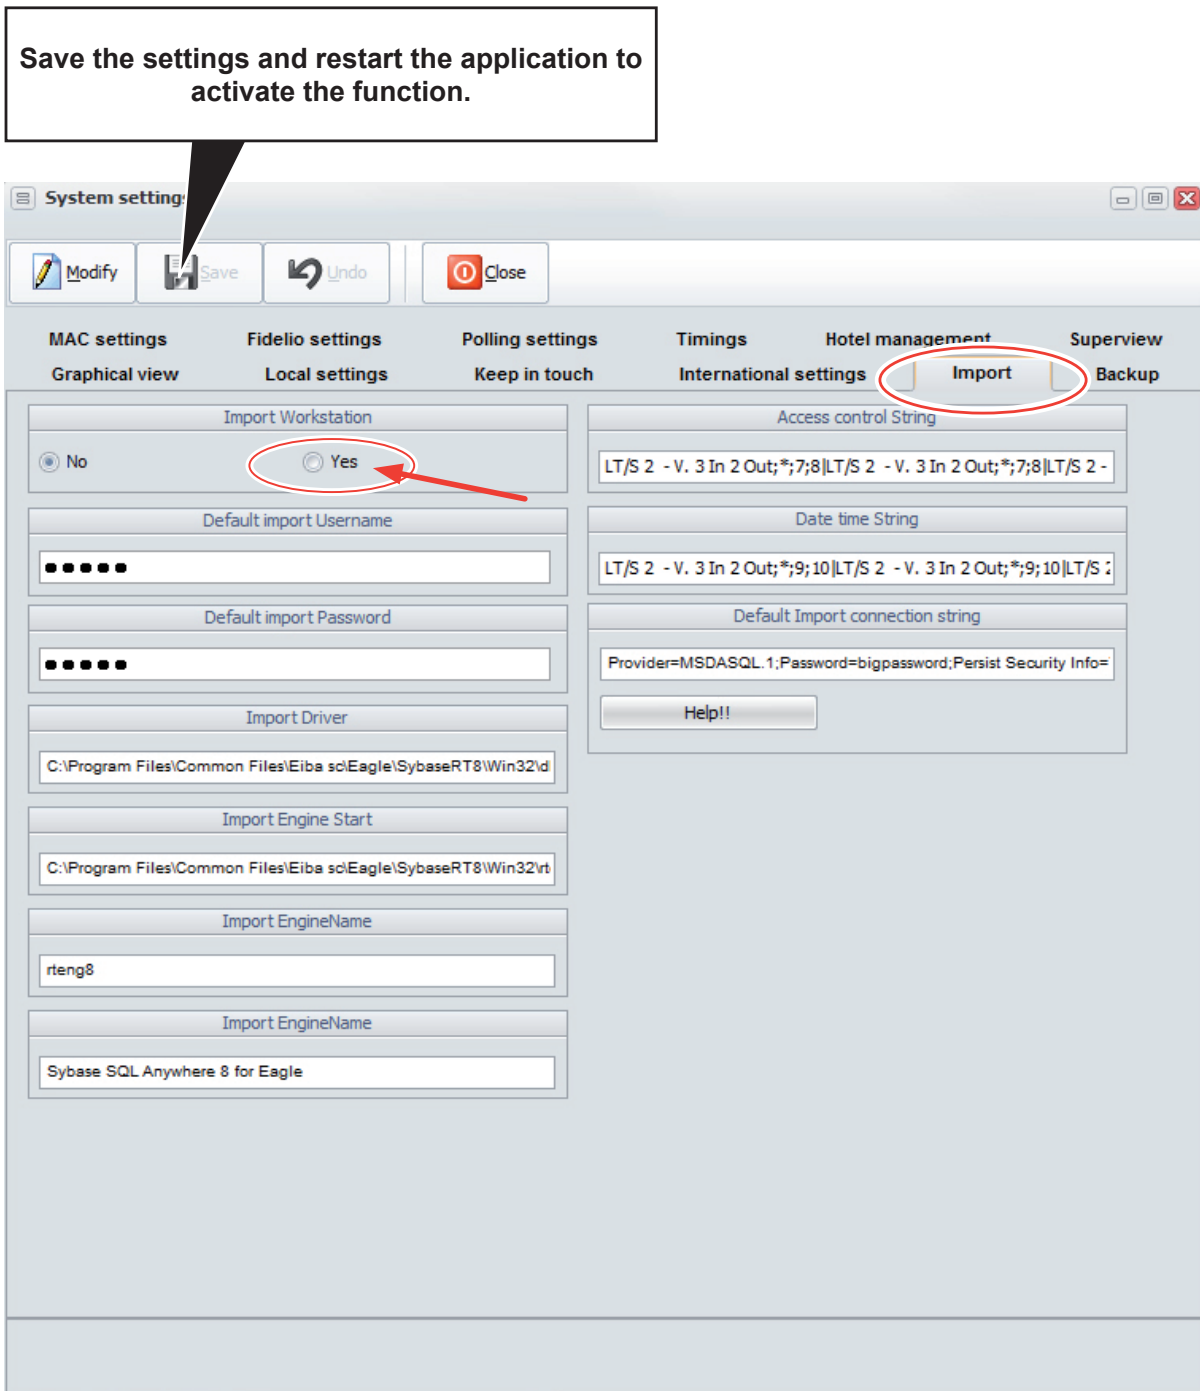 Save the settings and restart the application to
activate the function.
System setting
Modify
Save
Undo
Close
MAC settings Fidelio settings Polling settings Timings Hotel management Superview
Graphical view Local settings Keep in touch International settings Import Backup
Import Workstation
No Yes
Default import Username
●●●●●
Default import Password
●●●●●
Import Driver
C:\Program Files\Common Files\Eiba sc\Eagle\SybaseRT8\Win32\d
Import Engine Start
C:\Program Files\Common Files\Eiba sc\Eagle\SybaseRT8\Win32\rt
Import EngineName
rteng8
Import EngineName
Sybase SQL Anywhere 8 for Eagle
Access control String
LT/S 2 - V. 3 In 2 Out;*;7;8|LT/S 2 - V. 3 In 2 Out;*;7;8|LT/S 2 -
Date time String
LT/S 2 - V. 3 In 2 Out;*;9;10|LT/S 2 - V. 3 In 2 Out;*;9;10|LT/S 2
Default Import connection string
Provider=MSDASQL.1;Password=bigpassword;Persist Security Info=
Help!!